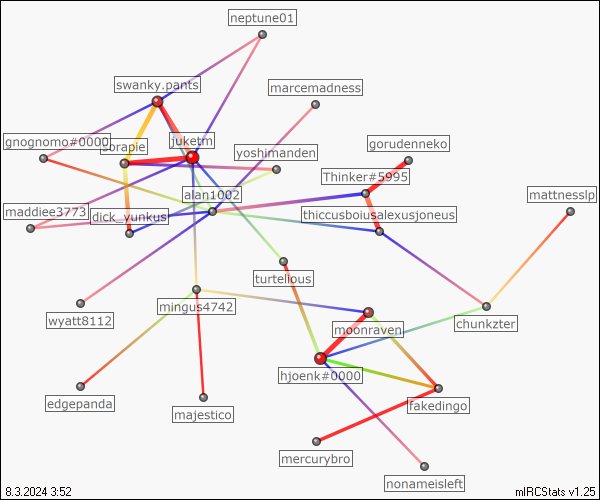 neptune01
swanky.pants
marcemadness
gnognomo#0000
juketm
yoshimanden
gorudenneko
Thinker#5995
alan1002
mattnesslp
maddiee3773
dick_yunkus
thiccusboiusalexusjoneus
turtelious
mingus4742
wyatt8112
chunkzter
moonraven
hjoenk#0000
edgepanda
majestico
fakedingo
mercurybro
nonameisleft
8.3.2024 3:52
mIRCStats v1.25